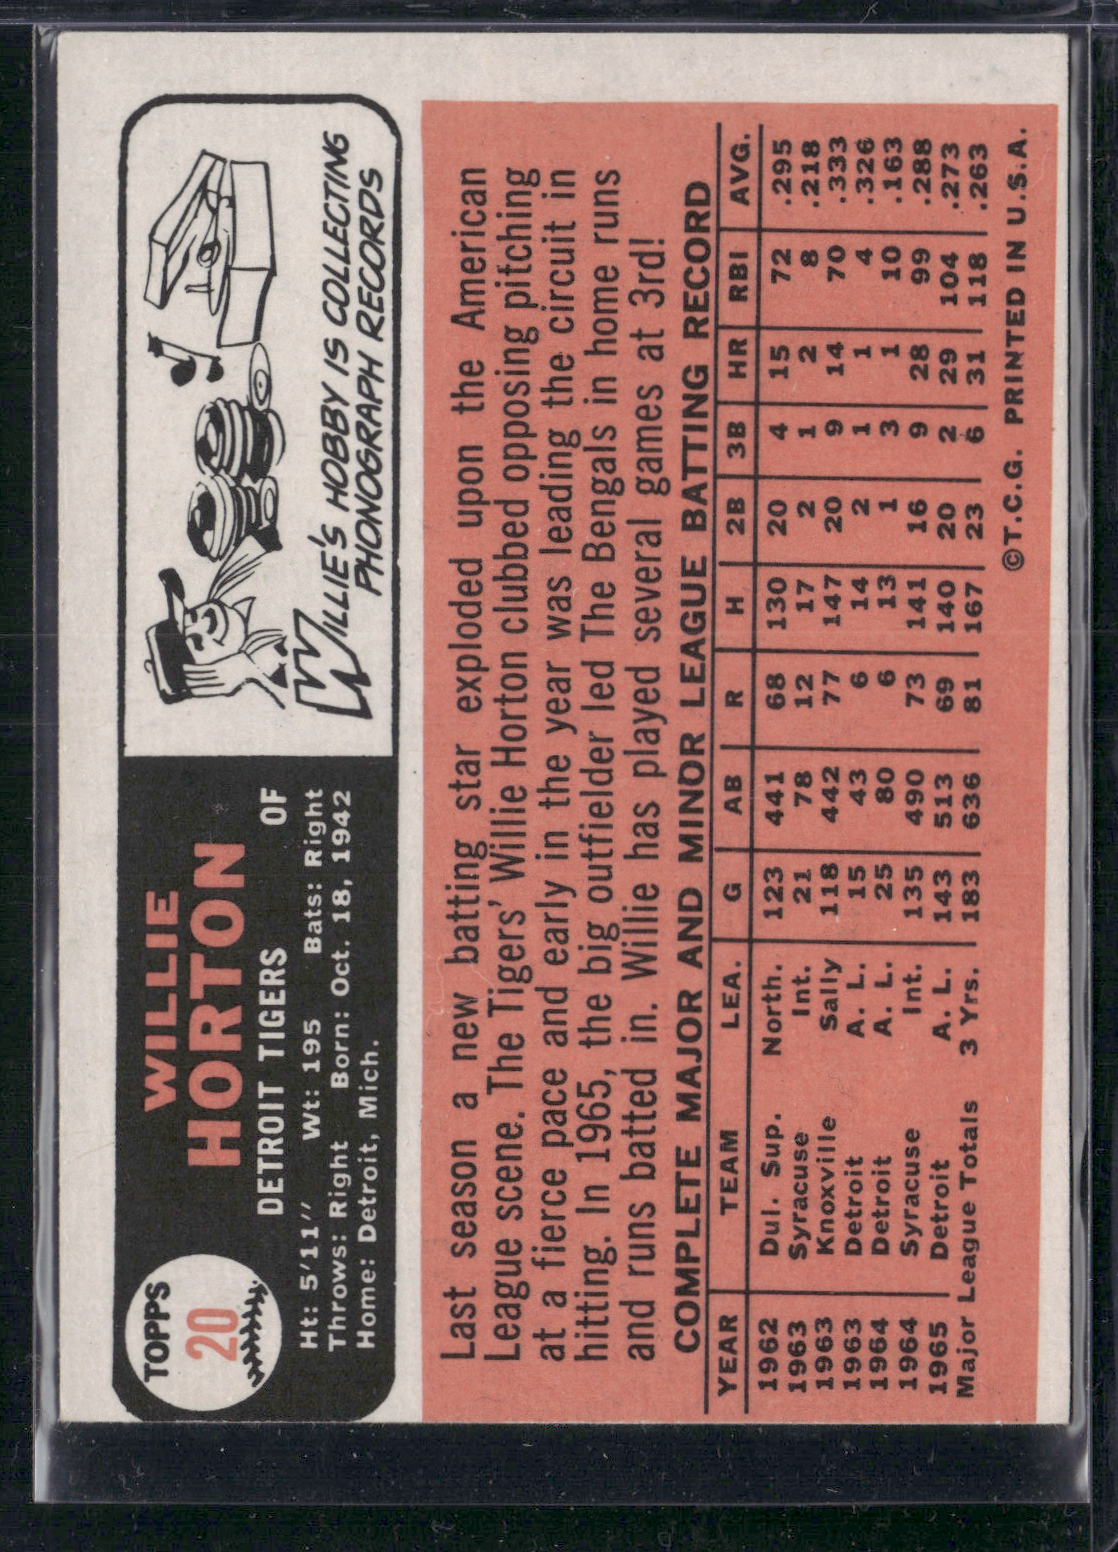 TOPPS
20
WILLIE
HORTON
DETROIT TIGERS OF
Ht: 5'11" Wt: 195 Bats: Right
Throws: Right Born: Oct. 18, 1942
Home: Detroit, Mich.
WILLIE'S HOBBY IS COLLECTING
PHONOGRAPH RECORDS
Last season a new batting star exploded upon the American
League scene. The Tigers' Willie Horton clubbed opposing pitching
at a fierce pace and early in the year was leading the circuit in
hitting. In 1965, the big outfielder led The Bengals in home runs
and runs batted in. Willie has played several games at 3rd!
COMPLETE MAJOR AND MINOR LEAGUE BATTING RECORD
YEAR TEAM LEA. G AB R H 2B 3B HR RBI AVG.
1962 Dul. Sup. North. 123 441 68 130 20 4 15 72 .295
1963 Syracuse Int. 21 78 12 17 2 1 2 8 .218
1963 Knoxville Sally 118 442 77 147 20 9 14 70 .333
1963 Detroit A. L. 15 43 6 14 2 1 1 4 .326
1964 Detroit A. L. 25 80 6 13 1 3 1 10 .163
1964 Syracuse Int. 135 490 73 141 16 9 28 99 .288
1965 Detroit A. L. 143 513 69 140 20 2 29 104 .273
Major League Totals 3 Yrs. 183 636 81 167 23 6 31 118 .263
©T.C.G. PRINTED IN U.S.A.